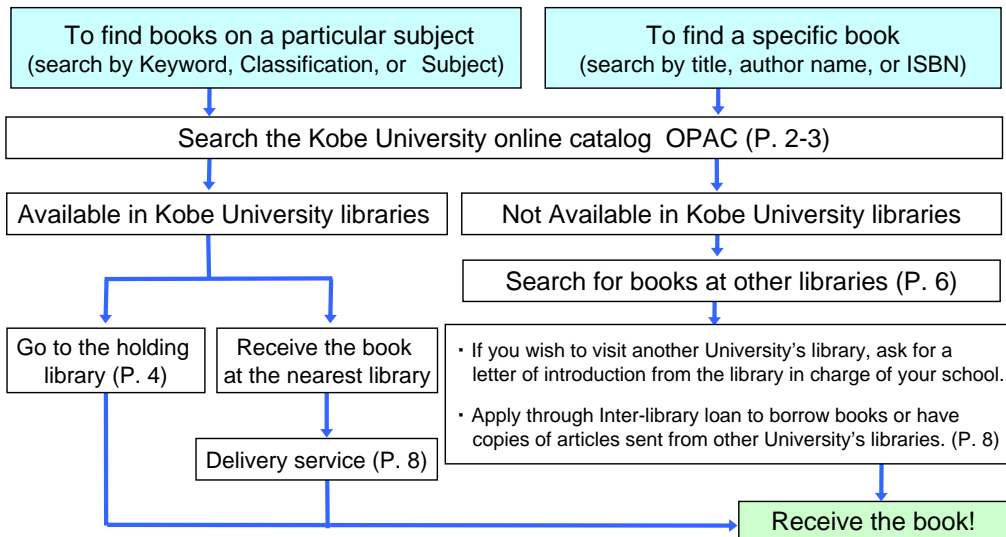 To find books on a particular subject
(search by Keyword, Classification, or Subject)
To find a specific book
(search by title, author name, or ISBN)
Search the Kobe University online catalog OPAC (P. 2-3)
Available in Kobe University libraries
Not Available in Kobe University libraries
Search for books at other libraries (P. 6)
Go to the holding
library (P. 4)
Receive the book
at the nearest library
・If you wish to visit another University's library, ask for a
letter of introduction from the library in charge of your school.
・Apply through Inter-library loan to borrow books or have
copies of articles sent from other University's libraries. (P. 8)
Delivery service (P. 8)
Receive the book!